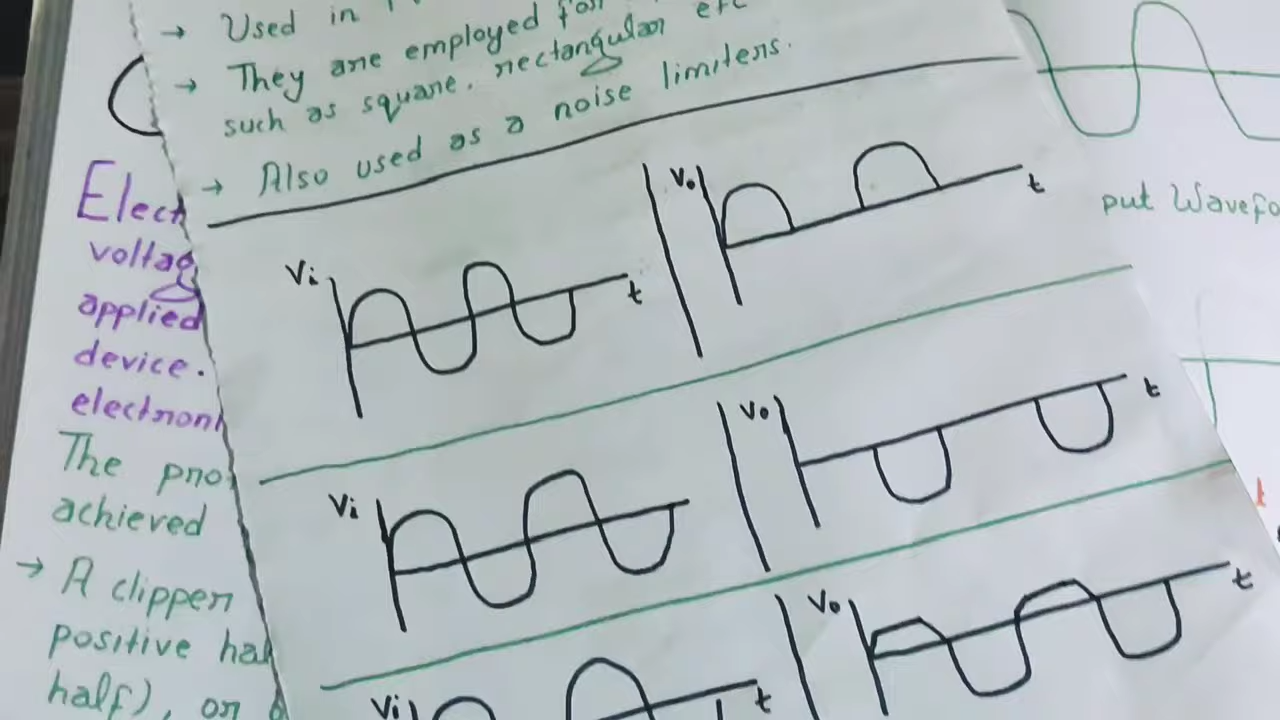 → Used in
→ They are employed for
such as square. rectangular etc
→ Also used as a noise limiters.
Vi
t
Vo
t
Vi
Vo
t
Vi
t
Vo
t
Elect
voltag
applied
device.
electroni
The pro
achieved
→ A clipper
positive hal
half), or
put Wavefo
t